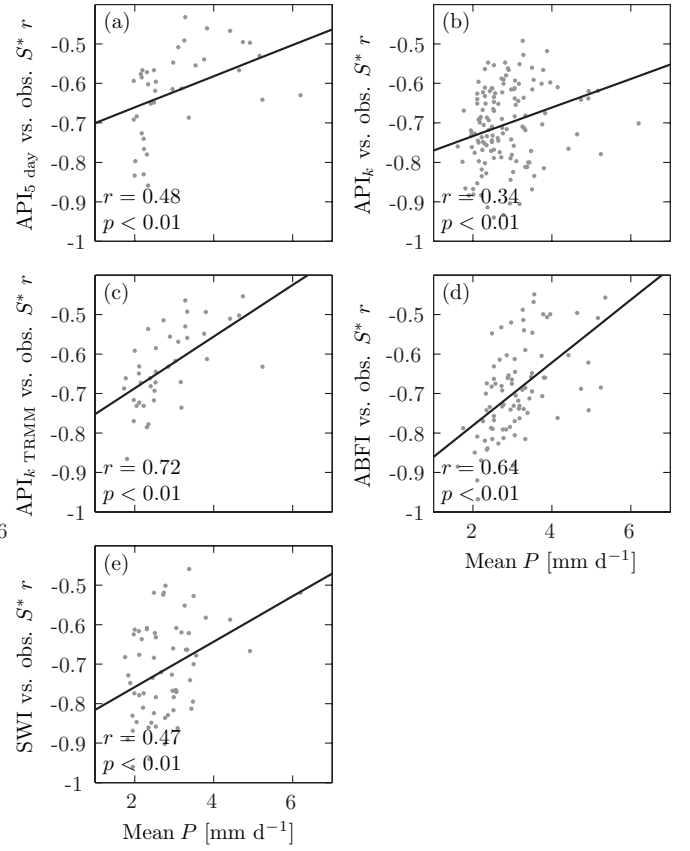 (a)
-0.5
-0.6
-0.7
-0.8
-0.9
-1
API5 day vs. obs. S* r
r = 0.48
p < 0.01
(b)
-0.5
-0.6
-0.7
-0.8
-0.9
-1
APIk vs. obs. S* r
r = 0.34
p < 0.01
(c)
-0.5
-0.6
-0.7
-0.8
-0.9
-1
APIk TRMM vs. obs. S* r
r = 0.72
p < 0.01
(d)
-0.5
-0.6
-0.7
-0.8
-0.9
-1
ABFI vs. obs. S* r
r = 0.64
p < 0.01
2 4 6
Mean P [mm d−1]
6
(e)
-0.5
-0.6
-0.7
-0.8
-0.9
-1
SWI vs. obs. S* r
r = 0.47
p < 0.01
2 4 6
Mean P [mm d−1]